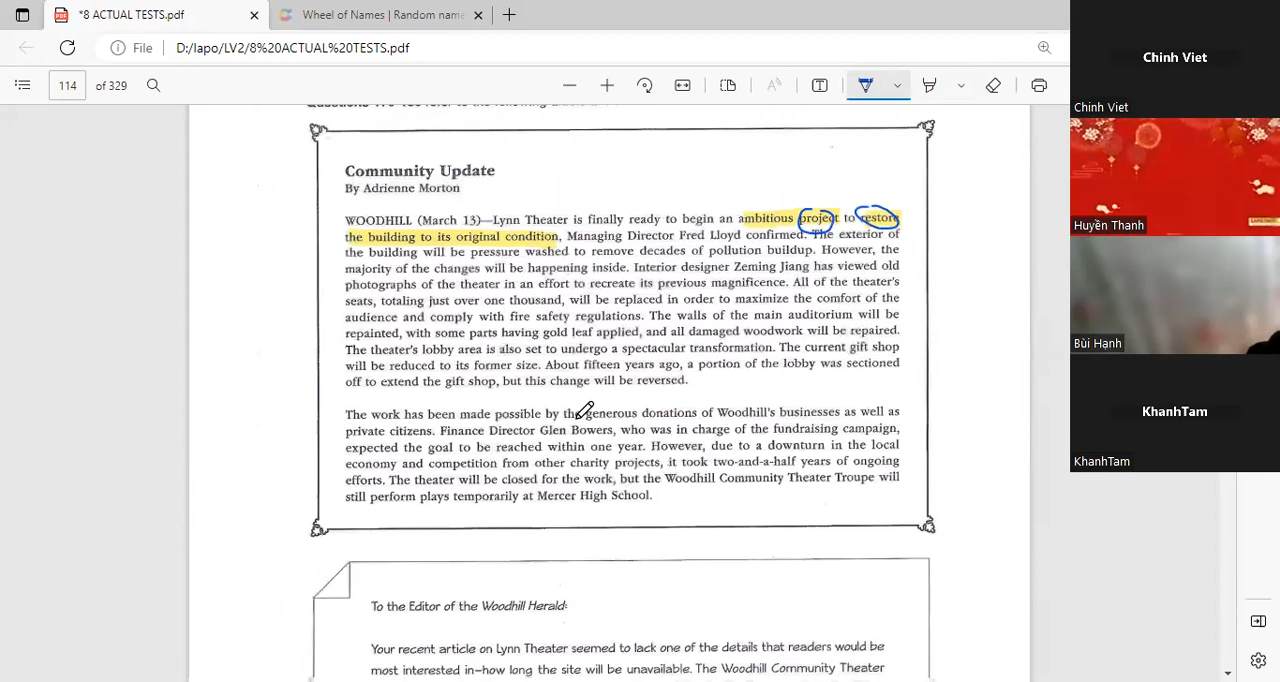 *8 ACTUAL TESTS.pdf
Wheel of Names | Random name
File
D:/lapo/LV2/8%20ACTUAL%20TESTS.pdf
114
of 329
Community Update
By Adrienne Morton
WOODHILL (March 13)—Lynn Theater is finally ready to begin an ambitious project to restore
the building to its original condition, Managing Director Fred Lloyd confirmed. The exterior of
the building will be pressure washed to remove decades of pollution buildup. However, the
majority of the changes will be happening inside. Interior designer Zeming Jiang has viewed old
photographs of the theater in an effort to recreate its previous magnificence. All of the theater's
seats, totaling just over one thousand, will be replaced in order to maximize the comfort of the
audience and comply with fire safety regulations. The walls of the main auditorium will be
repainted, with some parts having gold leaf applied, and all damaged woodwork will be repaired.
The theater's lobby area is also set to undergo a spectacular transformation. The current gift shop
will be reduced to its former size. About fifteen years ago, a portion of the lobby was sectioned
off to extend the gift shop, but this change will be reversed.
The work has been made possible by the generous donations of Woodhill's businesses as well as
private citizens. Finance Director Glen Bowers, who was in charge of the fundraising campaign,
expected the goal to be reached within one year. However, due to a downturn in the local
economy and competition from other charity projects, it took two-and-a-half years of ongoing
efforts. The theater will be closed for the work, but the Woodhill Community Theater Troupe will
still perform plays temporarily at Mercer High School.
To the Editor of the Woodhill Herald:
Your recent article on Lynn Theater seemed to lack one of the details that readers would be
most interested in—how long the site will be unavailable. The Woodhill Community Theater
Chinh Viet
Chinh Viet
Huyền Thanh
Bùi Hạnh
KhanhTam
KhanhTam